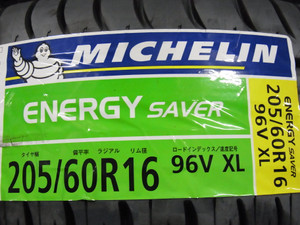 MICHELIN
ENERGY SAVER
タイヤ幅 偏平率 ラジアル リム径 ロードインデックス/速度記号
205/60R16 96V XL
ENERGY SAVER
205/60R16
96V XL